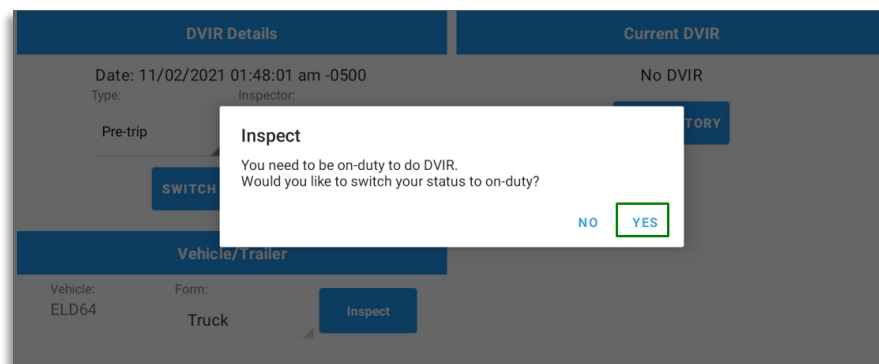 DVIR Details
Current DVIR
Date: 11/02/2021 01:48:01 am -0500
No DVIR
Type:
Inspector:
Pre-trip
TORY
Inspect
You need to be on-duty to do DVIR.
Would you like to switch your status to on-duty?
SWITCH
NO YES
Vehicle/Trailer
Vehicle:
Form:
ELD64
Truck
Inspect